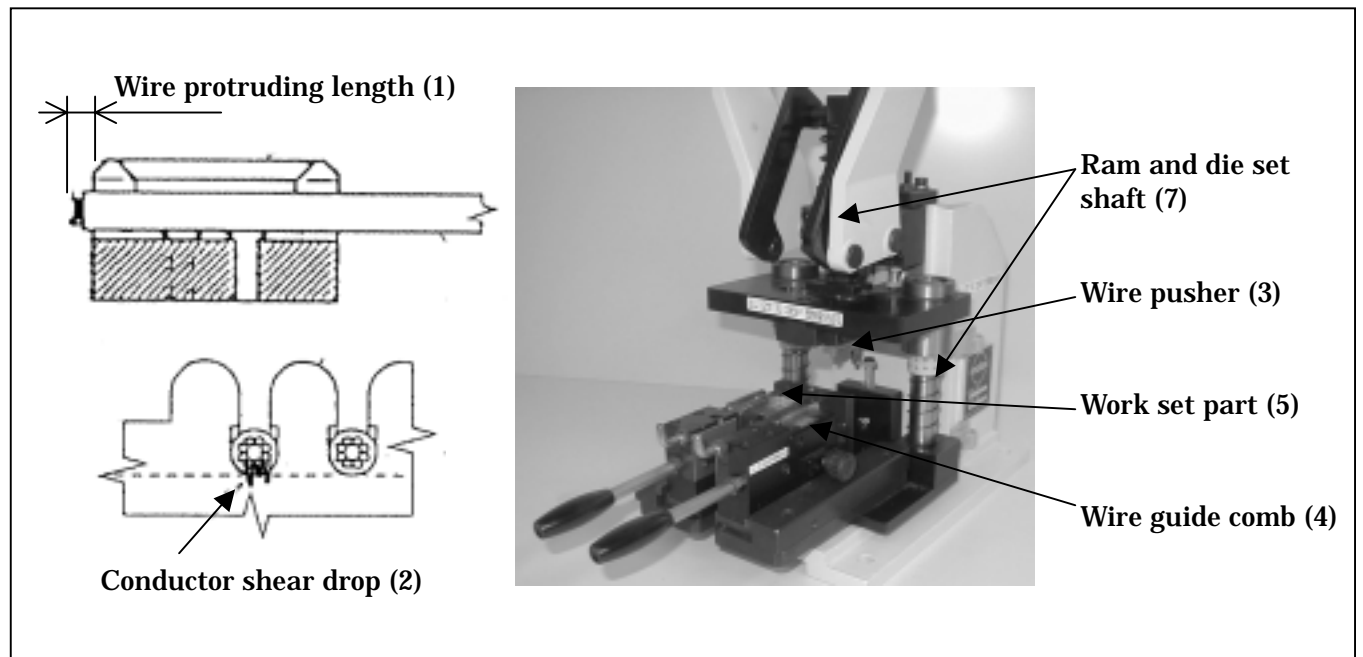 Wire protruding length (1)
Conductor shear drop (2)
Ram and die set
shaft (7)
Wire pusher (3)
Work set part (5)
Wire guide comb (4)